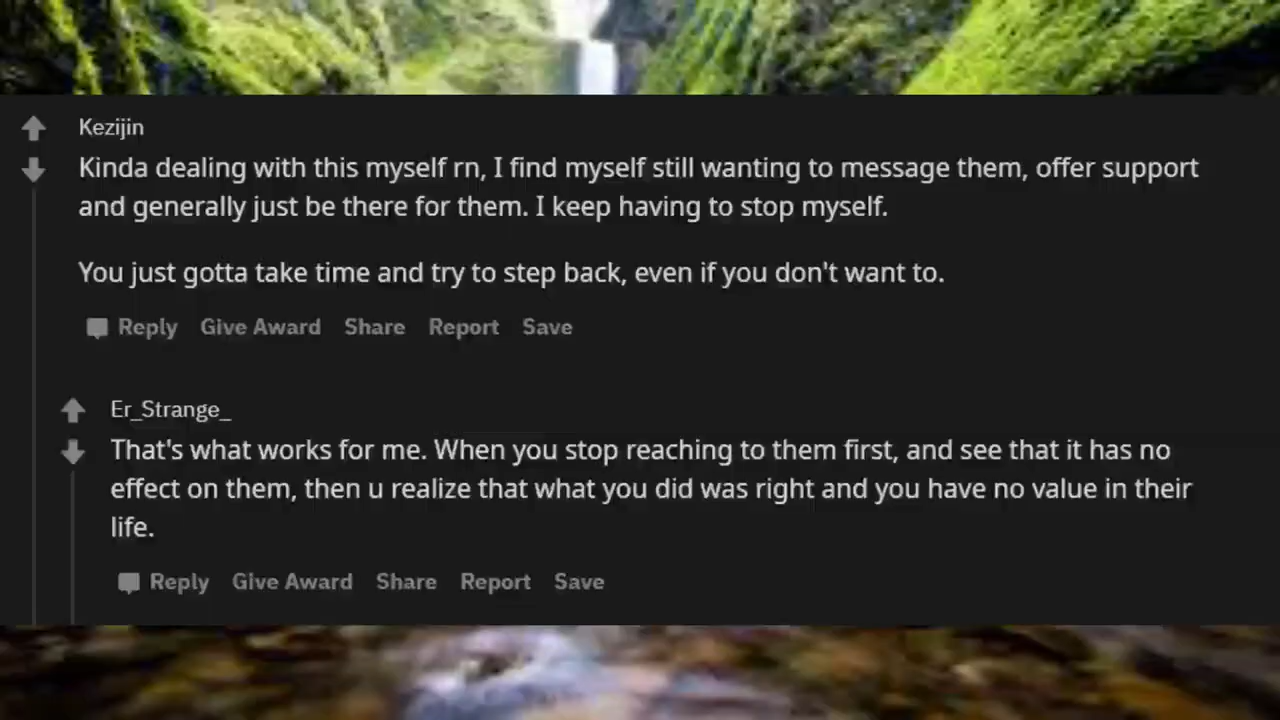 Kezijin
Kinda dealing with this myself rn, I find myself still wanting to message them, offer support
and generally just be there for them. I keep having to stop myself.
You just gotta take time and try to step back, even if you don't want to.
Reply Give Award Share Report Save
Er_Strange_
That's what works for me. When you stop reaching to them first, and see that it has no
effect on them, then u realize that what you did was right and you have no value in their
life.
Reply Give Award Share Report Save